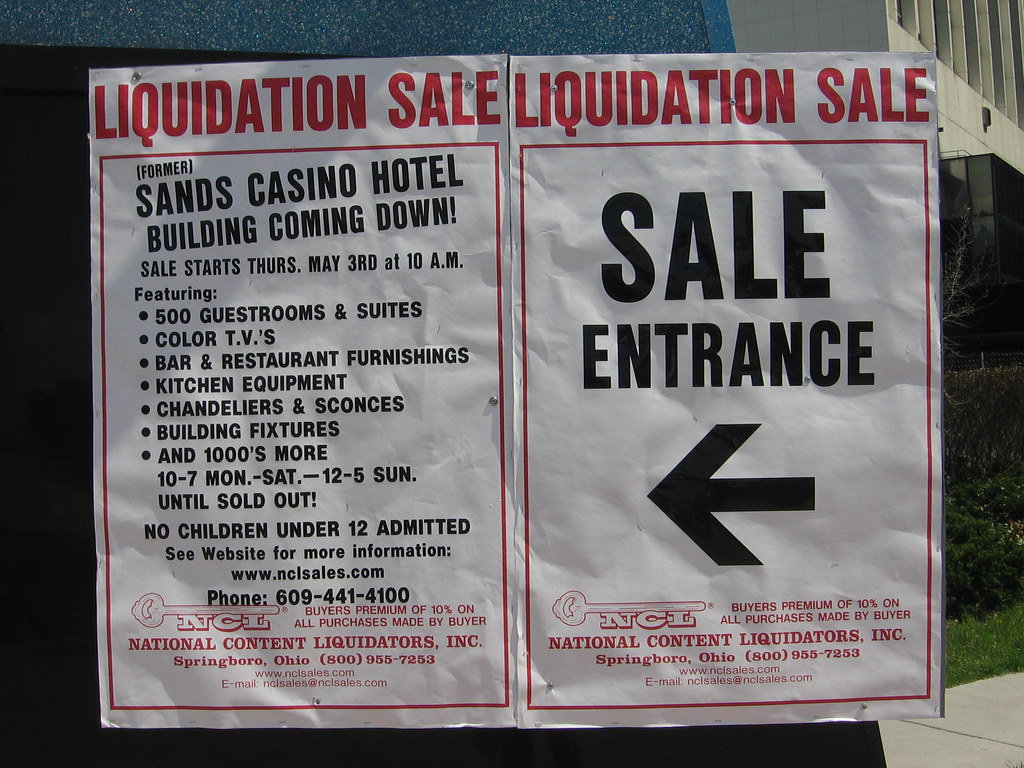 LIQUIDATION SALE
(FORMER)
SANDS CASINO HOTEL
BUILDING COMING DOWN!
SALE STARTS THURS. MAY 3RD at 10 A.M.
Featuring:
• 500 GUESTROOMS & SUITES
• COLOR T.V.'S
• BAR & RESTAURANT FURNISHINGS
• KITCHEN EQUIPMENT
• CHANDELIERS & SCONCES
• BUILDING FIXTURES
• AND 1000'S MORE
10-7 MON.-SAT.—12-5 SUN.
UNTIL SOLD OUT!
NO CHILDREN UNDER 12 ADMITTED
See Website for more information:
www.nclsales.com
Phone: 609-441-4100
NCL®
BUYERS PREMIUM OF 10% ON
ALL PURCHASES MADE BY BUYER
NATIONAL CONTENT LIQUIDATORS, INC.
Springboro, Ohio (800) 955-7253
www.nclsales.com
E-mail: nclsales@nclsales.com
LIQUIDATION SALE
SALE
ENTRANCE
NCL®
BUYERS PREMIUM OF 10% ON
ALL PURCHASES MADE BY BUYER
NATIONAL CONTENT LIQUIDATORS, INC.
Springboro, Ohio (800) 955-7253
www.nclsales.com
E-mail: nclsales@nclsales.com